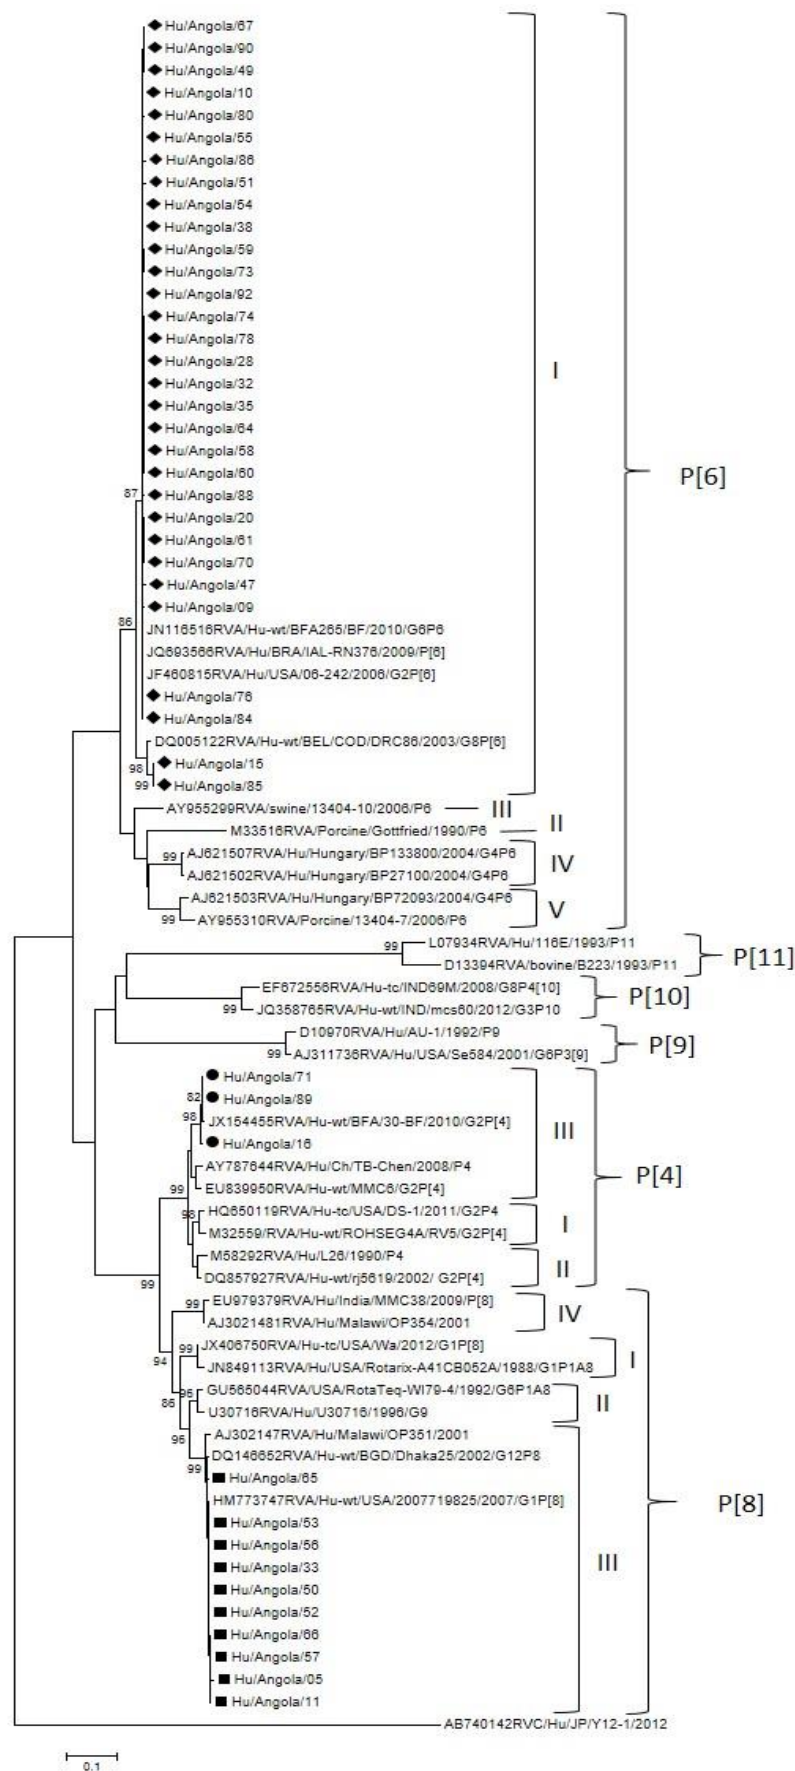 Hu/Angola/67
Hu/Angola/90
Hu/Angola/49
Hu/Angola/10
Hu/Angola/80
Hu/Angola/55
Hu/Angola/86
Hu/Angola/51
Hu/Angola/54
Hu/Angola/38
Hu/Angola/59
Hu/Angola/73
Hu/Angola/92
Hu/Angola/74
Hu/Angola/78
Hu/Angola/28
I
Hu/Angola/32
Hu/Angola/35
Hu/Angola/64
Hu/Angola/58
Hu/Angola/60
P[6]
87
Hu/Angola/88
Hu/Angola/20
Hu/Angola/61
Hu/Angola/70
Hu/Angola/47
Hu/Angola/09
86
JN116516RVA/Hu-wt/BFA265/BF/2010/G6P6
JQ693566RVA/Hu/BRA/IAL-RN376/2009/P[6]
JF460815RVA/Hu/USA/06-242/2006/G2P[6]
Hu/Angola/76
Hu/Angola/84
DQ005122RVA/Hu-wt/BEL/COD/DRC86/2003/G8P[6]
98
Hu/Angola/15
99
Hu/Angola/85
AY955299RVA/swine/13404-10/2006/P6 III
M33516RVA/Porcine/Gottfried/1990/P6 II
99
AJ621507RVA/Hu/Hungary/BP133800/2004/G4P6
IV
AJ621502RVA/Hu/Hungary/BP27100/2004/G4P6
AJ621503RVA/Hu/Hungary/BP72093/2004/G4P6
V
99
AY955310RVA/Porcine/13404-7/2006/P6
99
L07934RVA/Hu/116E/1993/P11
P[11]
D13394RVA/bovine/B223/1993/P11
EF672556RVA/Hu-tc/IND69M/2008/G8P4[10]
P[10]
99
JQ358765RVA/Hu-wt/IND/mcs60/2012/G3P10
D10970RVA/Hu/AU-1/1992/P9
P[9]
99
AJ311736RVA/Hu/USA/Se584/2001/G6P3[9]
Hu/Angola/71
82
Hu/Angola/89
98
JX154455RVA/Hu-wt/BFA/30-BF/2010/G2P[4]
III
Hu/Angola/16
AY787644RVA/Hu/Ch/TB-Chen/2008/P4
P[4]
99
EU839950RVA/Hu-wt/MMC6/G2P[4]
98
HQ650119RVA/Hu-tc/USA/DS-1/2011/G2P4
I
M32559/RVA/Hu-wt/ROHSEG4A/RV5/G2P[4]
M58292RVA/Hu/L26/1990/P4
II
DQ857927RVA/Hu-wt/rj5619/2002/ G2P[4]
99
99
EU979379RVA/Hu/India/MMC38/2009/P[8]
IV
AJ3021481RVA/Hu/Malawi/OP354/2001
99
JX406750RVA/Hu-tc/USA/Wa/2012/G1P[8]
I
94
JN849113RVA/Hu/USA/Rotarix-A41CB052A/1988/G1P1A8
96
GU565044RVA/USA/RotaTeq-WI79-4/1992/G6P1A8
II
86
U30716RVA/Hu/U30716/1996/G9
96
AJ302147RVA/Hu/Malawi/OP351/2001
DQ146652RVA/Hu-wt/BGD/Dhaka25/2002/G12P8
99
Hu/Angola/65
HM773747RVA/Hu-wt/USA/2007719825/2007/G1P[8]
P[8]
Hu/Angola/53
Hu/Angola/56
III
Hu/Angola/33
Hu/Angola/50
Hu/Angola/52
Hu/Angola/66
Hu/Angola/57
Hu/Angola/05
Hu/Angola/11
AB740142RVC/Hu/JP/Y12-1/2012
0.1